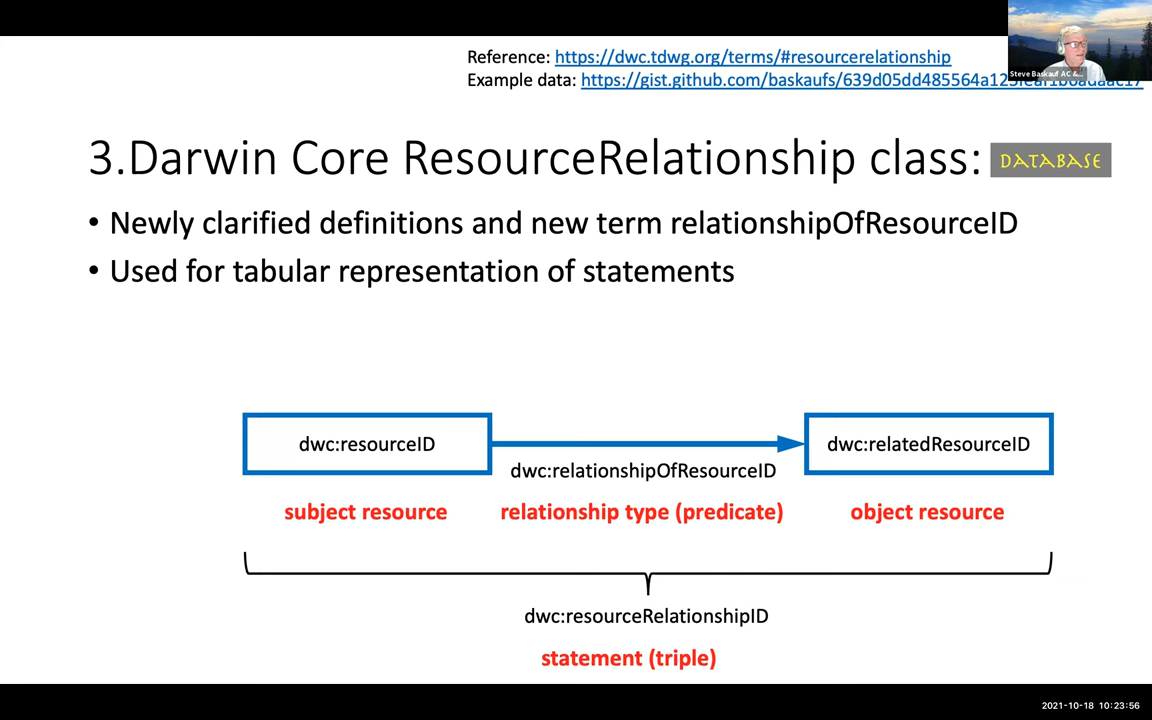 Reference: https://dwc.tdwg.org/terms/#resourcerelationship
Example data: https://gist.github.com/baskaufs/639d05dd485564a
Steve Baskauf AC &...
3.Darwin Core ResourceRelationship class:
DATABASE
• Newly clarified definitions and new term relationshipOfResourceID
• Used for tabular representation of statements
dwc:resourceID
dwc:relatedResourceID
dwc:relationshipOfResourceID
subject resource
relationship type (predicate)
object resource
dwc:resourceRelationshipID
statement (triple)
2021-10-18 10:23:56